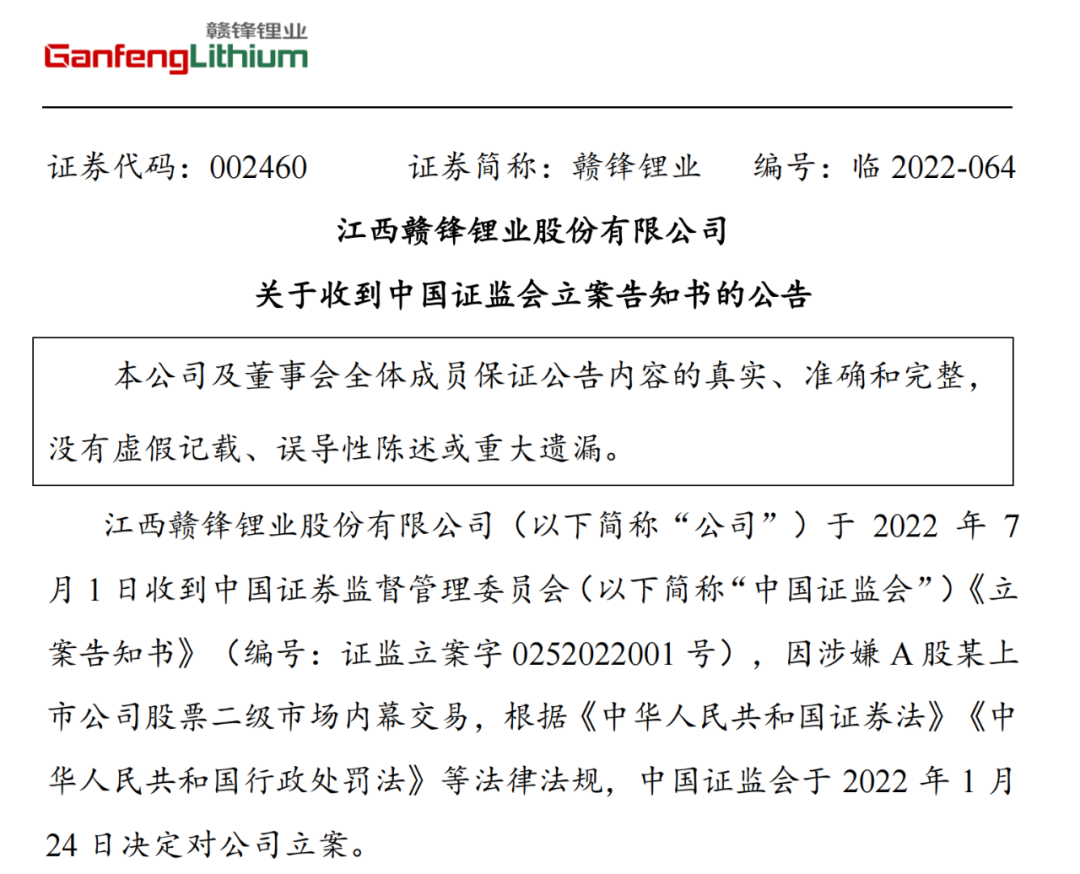 赣锋锂业
GanfengLithium
证券代码：002460 证券简称：赣锋锂业 编号：临 2022-064
江西赣锋锂业股份有限公司
关于收到中国证监会立案告知书的公告
本公司及董事会全体成员保证公告内容的真实、准确和完整，
没有虚假记载、误导性陈述或重大遗漏。
江西赣锋锂业股份有限公司（以下简称“公司”）于 2022 年 7
月 1 日收到中国证券监督管理委员会（以下简称“中国证监会”）《立
案告知书》（编号：证监立案字 0252022001 号），因涉嫌 A 股某上
市公司股票二级市场内幕交易，根据《中华人民共和国证券法》《中
华人民共和国行政处罚法》等法律法规，中国证监会于 2022 年 1 月
24 日决定对公司立案。